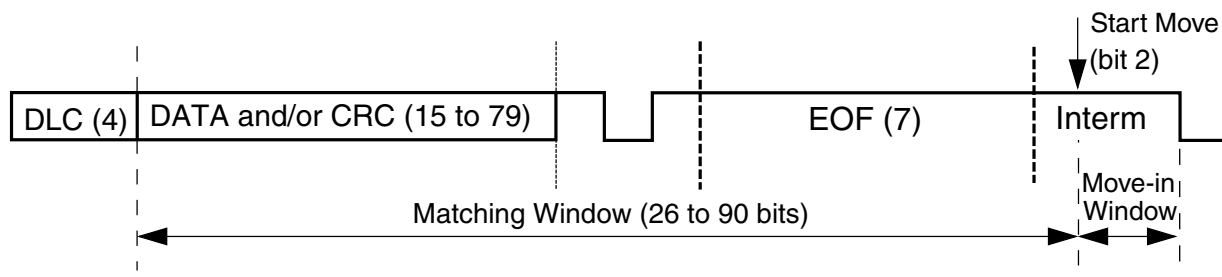 Start Move
(bit 2)
DLC (4)
DATA and/or CRC (15 to 79)
EOF (7)
Interm
Matching Window (26 to 90 bits)
Move-in
Window